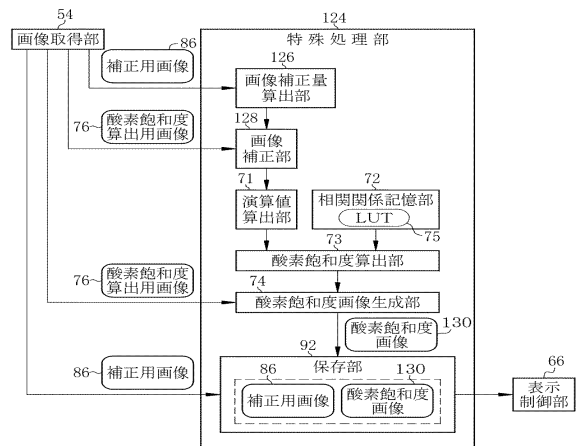 54
画像取得部
86
補正用画像
124
特殊処理部
126
画像補正量
算出部
76
酸素飽和度
算出用画像
128
画像
補正部
71
演算値
算出部
72
相関関係記憶部
LUT
75
73
酸素飽和度算出部
76
酸素飽和度
算出用画像
74
酸素飽和度画像生成部
酸素飽和度
画像
130
86
補正用画像
92
保存部
86
補正用画像
130
酸素飽和度
画像
66
表示
制御部